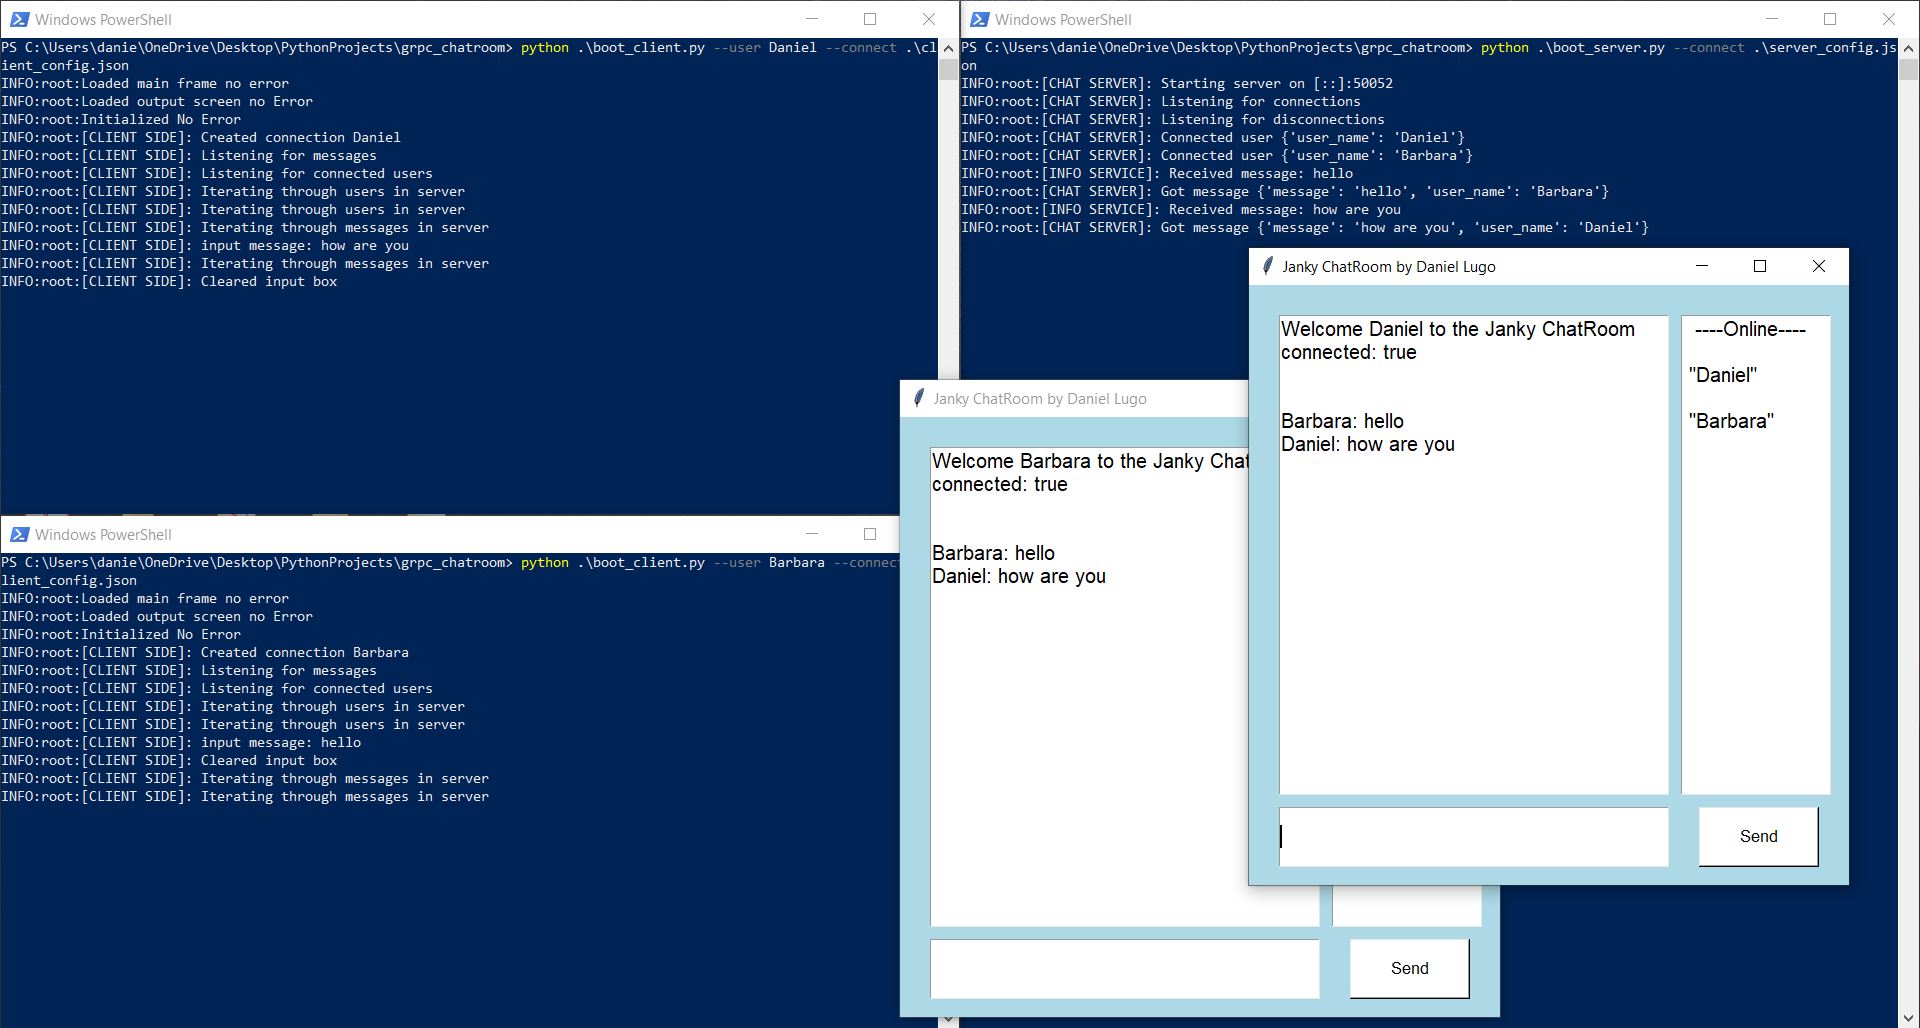 Windows PowerShell
PS C:\Users\danie\OneDrive\Desktop\PythonProjects\grpc_chatroom> python .\boot_client.py --user Daniel --connect .\cl
ient_config.json
INFO:root:Loaded main frame no error
INFO:root:Loaded output screen no Error
INFO:root:Initialized No Error
INFO:root:[CLIENT SIDE]: Created connection Daniel
INFO:root:[CLIENT SIDE]: Listening for messages
INFO:root:[CLIENT SIDE]: Listening for connected users
INFO:root:[CLIENT SIDE]: Iterating through users in server
INFO:root:[CLIENT SIDE]: Iterating through users in server
INFO:root:[CLIENT SIDE]: Iterating through messages in server
INFO:root:[CLIENT SIDE]: input message: how are you
INFO:root:[CLIENT SIDE]: Iterating through messages in server
INFO:root:[CLIENT SIDE]: Cleared input box
Windows PowerShell
PS C:\Users\danie\OneDrive\Desktop\PythonProjects\grpc_chatroom> python .\boot_server.py --connect .\server_config.js
on
INFO:root:[CHAT SERVER]: Starting server on [::]:50052
INFO:root:[CHAT SERVER]: Listening for connections
INFO:root:[CHAT SERVER]: Listening for disconnections
INFO:root:[CHAT SERVER]: Connected user {'user_name': 'Daniel'}
INFO:root:[CHAT SERVER]: Connected user {'user_name': 'Barbara'}
INFO:root:[INFO SERVICE]: Received message: hello
INFO:root:[CHAT SERVER]: Got message {'message': 'hello', 'user_name': 'Barbara'}
INFO:root:[INFO SERVICE]: Received message: how are you
INFO:root:[CHAT SERVER]: Got message {'message': 'how are you', 'user_name': 'Daniel'}
Windows PowerShell
PS C:\Users\danie\OneDrive\Desktop\PythonProjects\grpc_chatroom> python .\boot_client.py --user Barbara --connect
lient_config.json
INFO:root:Loaded main frame no error
INFO:root:Loaded output screen no Error
INFO:root:Initialized No Error
INFO:root:[CLIENT SIDE]: Created connection Barbara
INFO:root:[CLIENT SIDE]: Listening for messages
INFO:root:[CLIENT SIDE]: Listening for connected users
INFO:root:[CLIENT SIDE]: Iterating through users in server
INFO:root:[CLIENT SIDE]: Iterating through users in server
INFO:root:[CLIENT SIDE]: input message: hello
INFO:root:[CLIENT SIDE]: Cleared input box
INFO:root:[CLIENT SIDE]: Iterating through messages in server
INFO:root:[CLIENT SIDE]: Iterating through messages in server
Janky ChatRoom by Daniel Lugo
Welcome Barbara to the Janky Chat
connected: true
Barbara: hello
Daniel: how are you
Send
Janky ChatRoom by Daniel Lugo
Welcome Daniel to the Janky ChatRoom
connected: true
Barbara: hello
Daniel: how are you
----Online----
"Daniel"
"Barbara"
Send